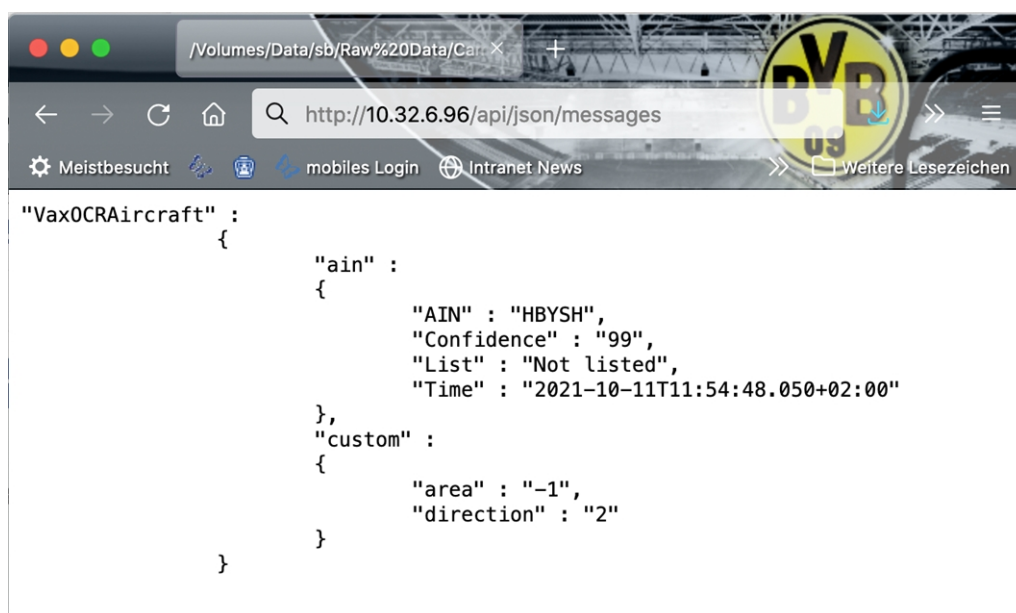 /Volumes/Data/sb/Raw%20Data/Car
BVB
09
http://10.32.6.96/api/json/messages
Meistbesucht mobiles Login Intranet News Weitere Lesezeichen
"VaxOCRAircraft" :
{
"ain" :
{
"AIN" : "HBYSH",
"Confidence" : "99",
"List" : "Not listed",
"Time" : "2021-10-11T11:54:48.050+02:00"
},
"custom" :
{
"area" : "-1",
"direction" : "2"
}
}